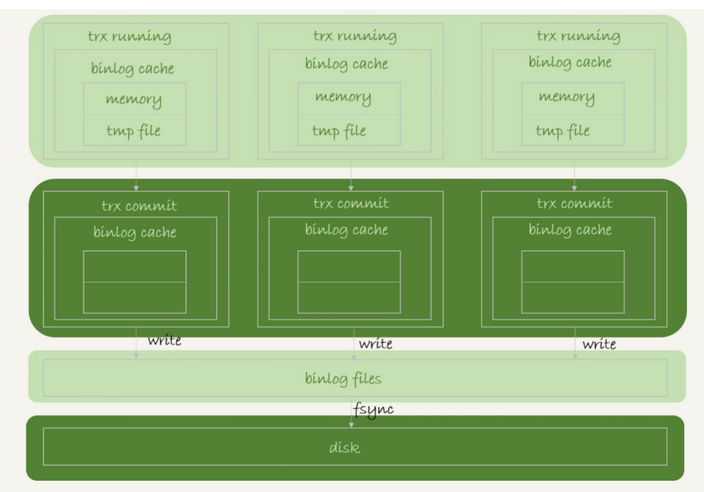 trx running trx running trx running
binlog cache binlog cache binlog cache
memory memory memory
tmp file tmp file tmp file
trx commit trx commit trx commit
binlog cache binlog cache binlog cache
write write write
binlog files
fsync
disk